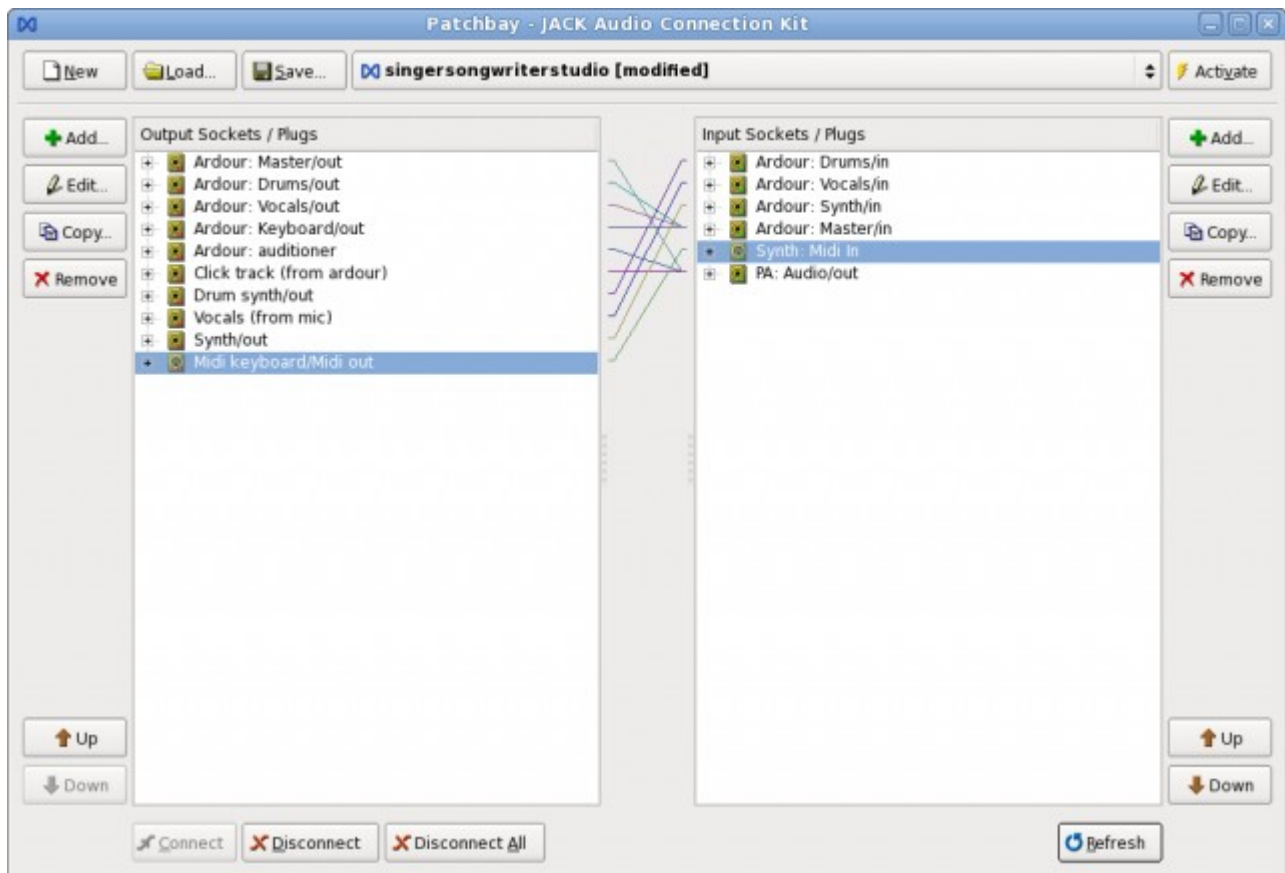 Patchbay - JACK Audio Connection Kit
New Load... Save... singersongwriterstudio [modified] Activate
Add... Output Sockets / Plugs Input Sockets / Plugs Add...
Ardour: Master/out Ardour: Drums/in
Edit... Ardour: Drums/out Ardour: Vocals/in Edit...
Ardour: Vocals/out Ardour: Synth/in
Copy... Ardour: Keyboard/out Ardour: Master/in Copy...
Ardour: auditioner Synth: Midi In
Remove Click track (from ardour) PA: Audio/out Remove
Drum synth/out
Vocals (from mic)
Synth/out
Midi keyboard/Midi out
Up Up
Down Down
Connect Disconnect Disconnect All Refresh